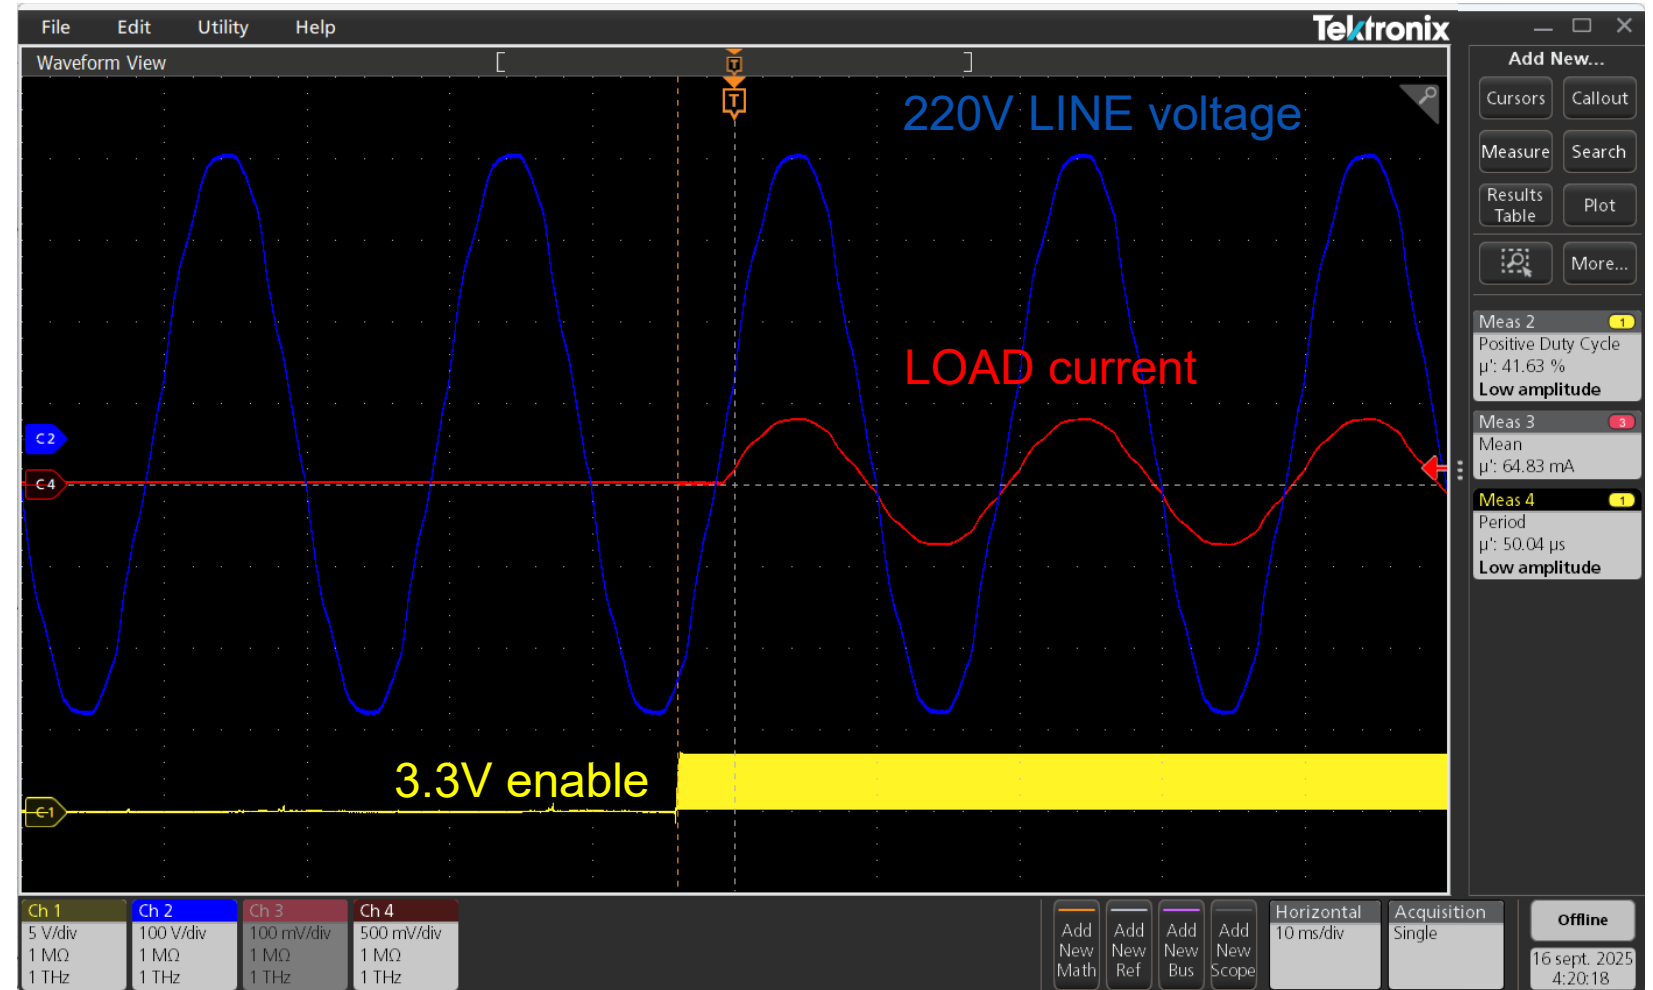 File Edit Utility Help
Tektronix
Waveform View
T
T
220V LINE voltage
LOAD current
3.3V enable
C2
C4
C1
Add New...
Cursors Callout
Measure Search
Results Table Plot
More...
Meas 2 1
Positive Duty Cycle
µ': 41.63 %
Low amplitude
Meas 3 3
Mean
µ': 64.83 mA
Meas 4 1
Period
µ': 50.04 µs
Low amplitude
Ch 1
5 V/div
1 MΩ
1 THz
Ch 2
100 V/div
1 MΩ
1 THz
Ch 3
100 mV/div
1 MΩ
1 THz
Ch 4
500 mV/div
1 MΩ
1 THz
Add New Math
Add New Ref
Add New Bus
Add New Scope
Horizontal
10 ms/div
Acquisition
Single
Offline
16 sept. 2025
4:20:18